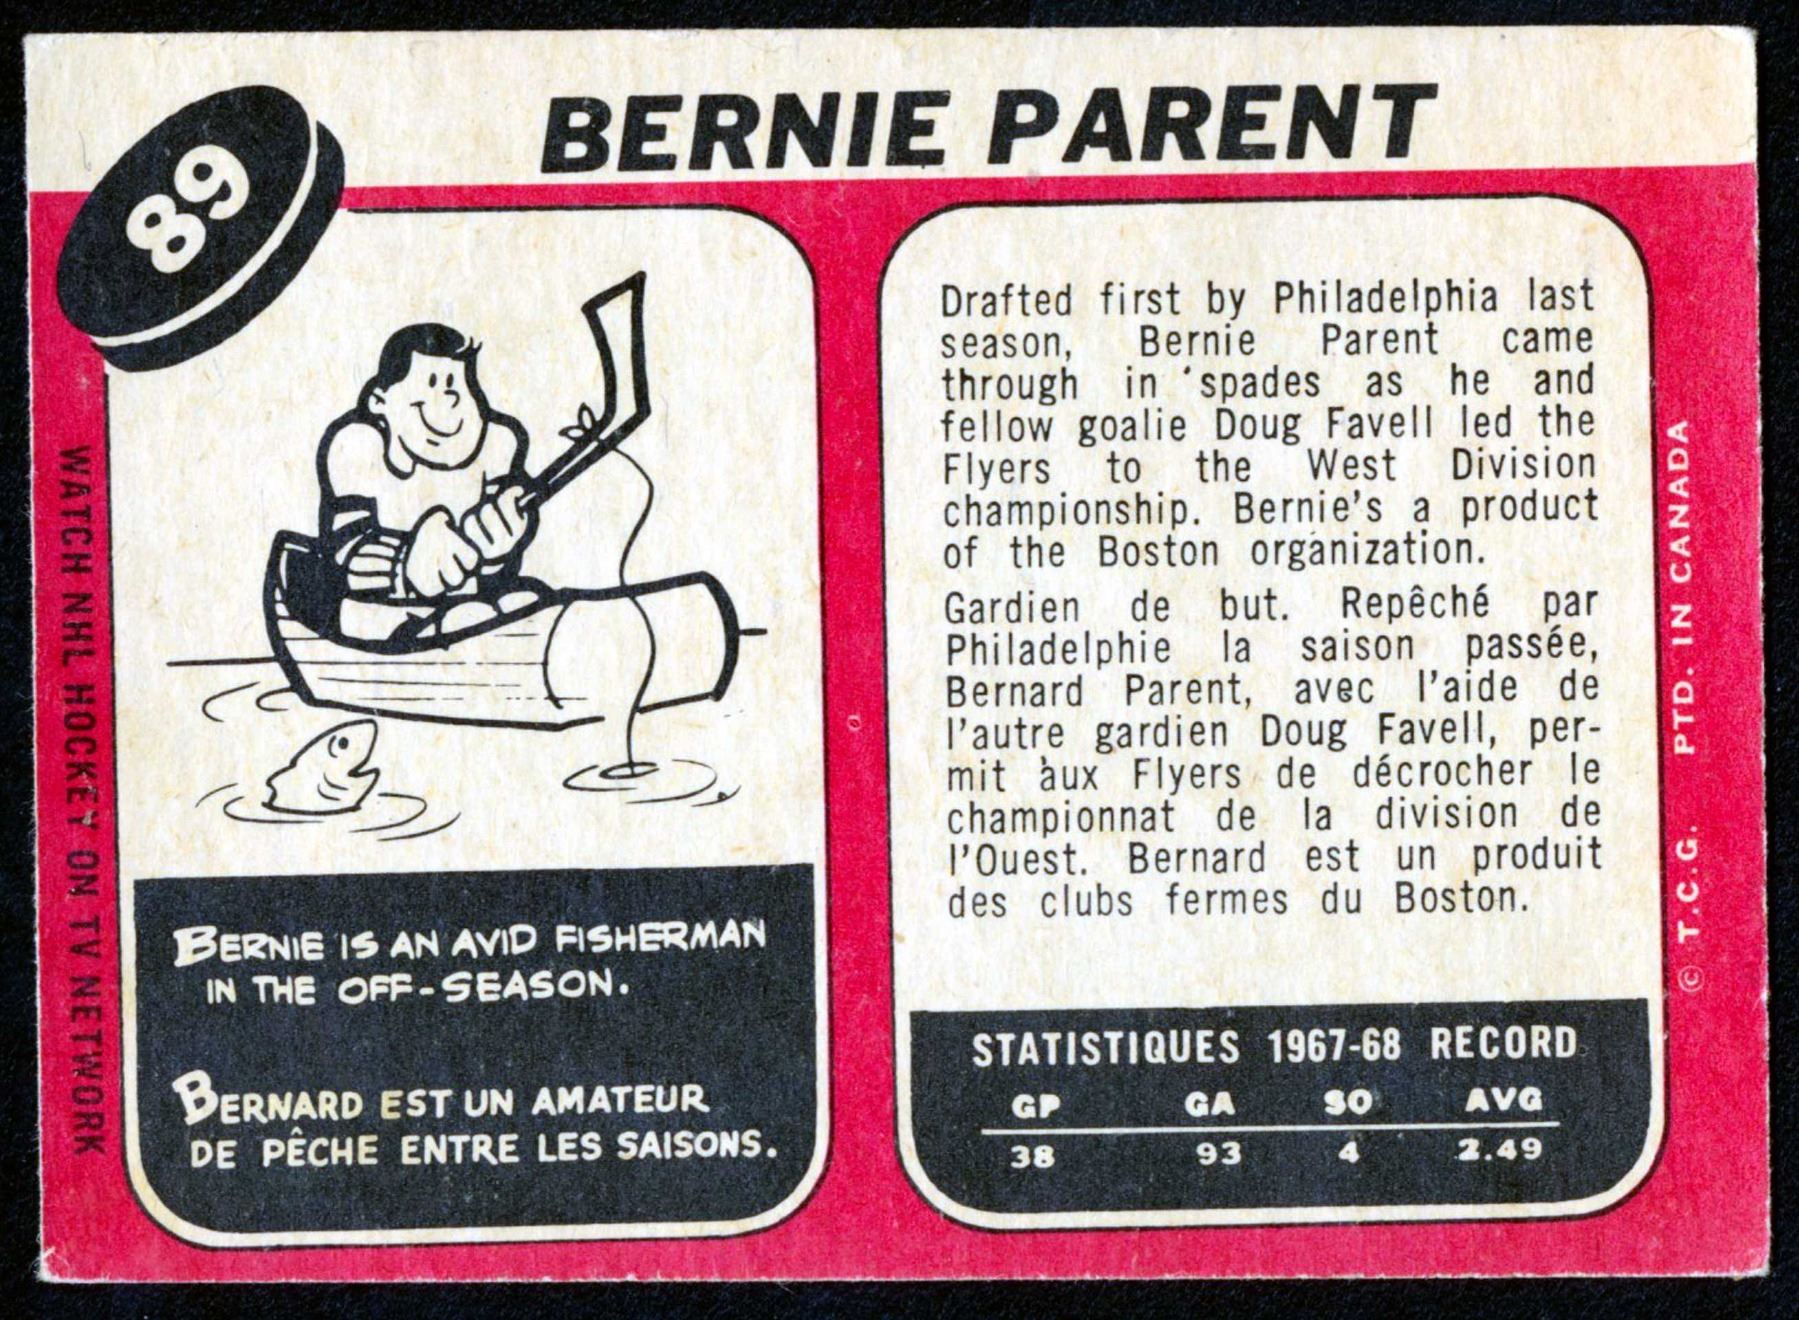 89
BERNIE PARENT
WATCH NHL HOCKEY ON TV NETWORK
BERNIE IS AN AVID FISHERMAN
IN THE OFF-SEASON.
BERNARD EST UN AMATEUR
DE PÊCHE ENTRE LES SAISONS.
Drafted first by Philadelphia last
season, Bernie Parent came
through in 'spades as he and
fellow goalie Doug Favell led the
Flyers to the West Division
championship. Bernie's a product
of the Boston organization.
Gardien de but. Repêché par
Philadelphie la saison passée,
Bernard Parent, avec l'aide de
l'autre gardien Doug Favell, per-
mit aux Flyers de décrocher le
championnat de la division de
l'Ouest. Bernard est un produit
des clubs fermes du Boston.
STATISTIQUES 1967-68 RECORD
GP GA SO AVG
38 93 4 2.49
© T.C.G. PTD. IN CANADA